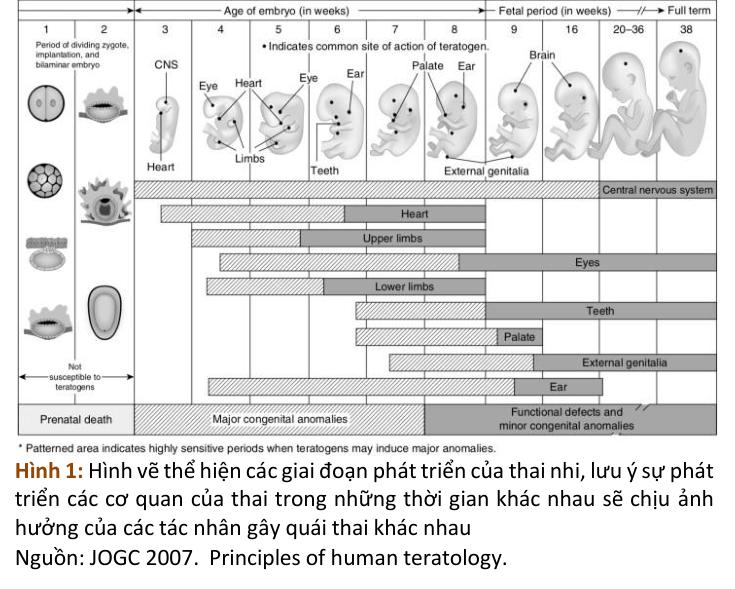 Age of embryo (in weeks)
Fetal period (in weeks)
Full term
1 2 3 4 5 6 7 8 9 16 20–36 38
Period of dividing zygote,
implantation, and
bilaminar embryo
• Indicates common site of action of teratogen.
CNS
Eye
Heart
Eye
Ear
Palate
Ear
Brain
Heart
Limbs
Teeth
External genitalia
Central nervous system
Heart
Upper limbs
Eyes
Lower limbs
Teeth
Palate
External genitalia
Ear
Not
susceptible to
teratogens
Prenatal death
Major congenital anomalies
Functional defects and
minor congenital anomalies
* Patterned area indicates highly sensitive periods when teratogens may induce major anomalies.
Hình 1: Hình vẽ thể hiện các giai đoạn phát triển của thai nhi, lưu ý sự phát
triển các cơ quan của thai trong những thời gian khác nhau sẽ chịu ảnh
hưởng của các tác nhân gây quái thai khác nhau
Nguồn: JOGC 2007. Principles of human teratology.